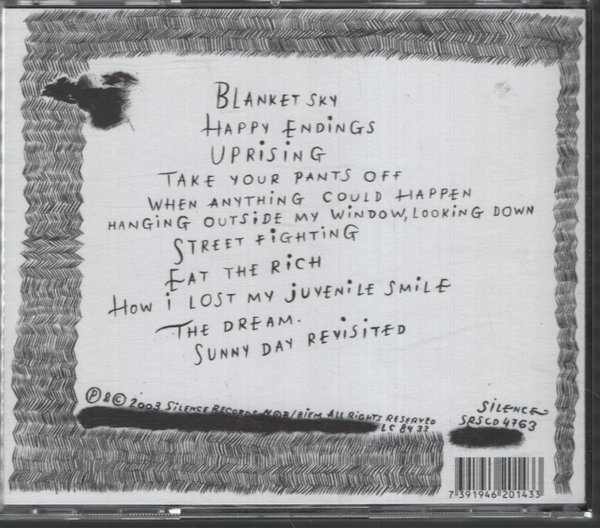 BLANKET SKY
HAPPY ENDINGS
UPRISING
TAKE YOUR PANTS OFF
WHEN ANYTHING COULD HAPPEN
HANGING OUTSIDE MY WINDOW, LOOKING DOWN
STREET FIGHTING
EAT THE RICH
HOW i LOST MY JUVENILE SMILE
THE DREAM.
SUNNY DAY REVISITED
℗ & © 2003 SILENCE RECORDS. NCB/BIEM ALL RIGHTS RESERVED
LC 8433
SILENCE
SRSCD 4763
7 391946 201433